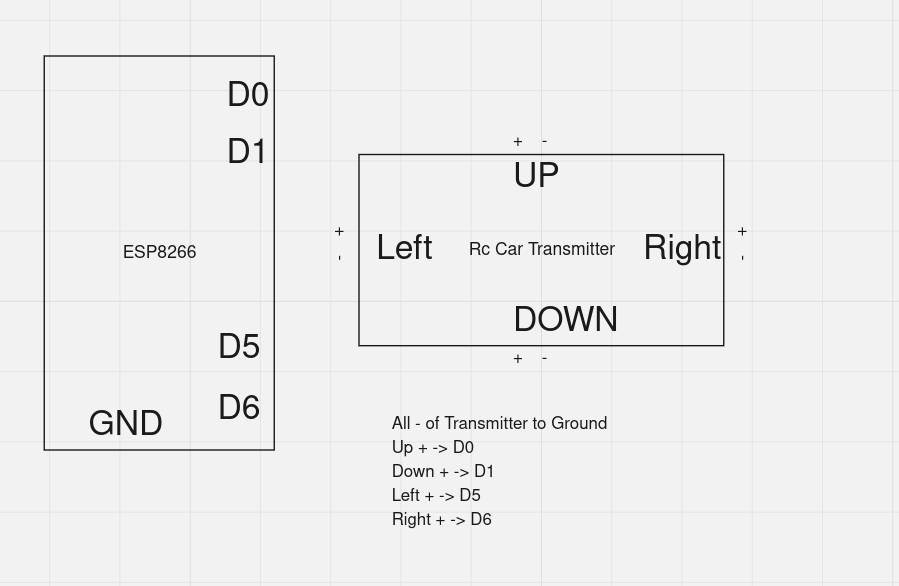 D0
D1
ESP8266
D5
D6
GND
+ -
UP
+
-
Left
Rc Car Transmitter
Right
+
-
DOWN
+ -
All - of Transmitter to Ground
Up + -> D0
Down + -> D1
Left + -> D5
Right + -> D6